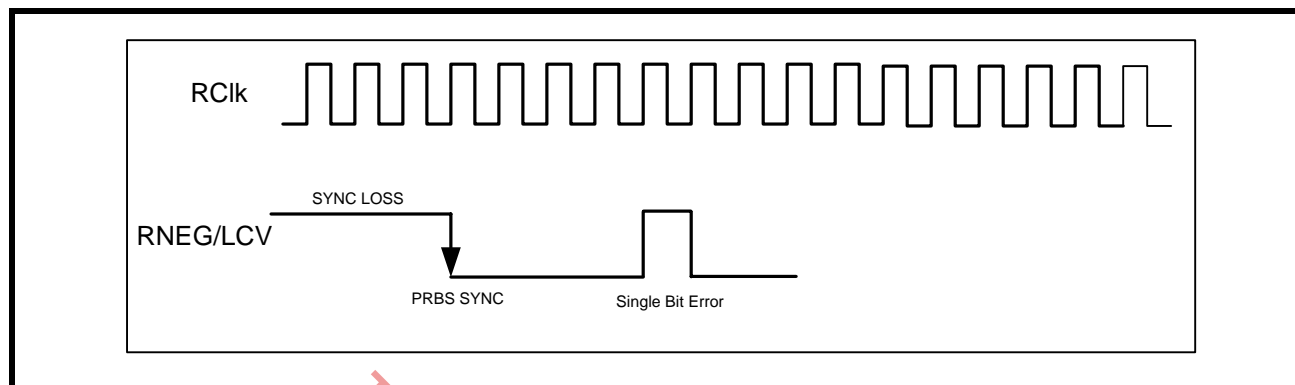 RClk
SYNC LOSS
RNEG/LCV
PRBS SYNC
Single Bit Error